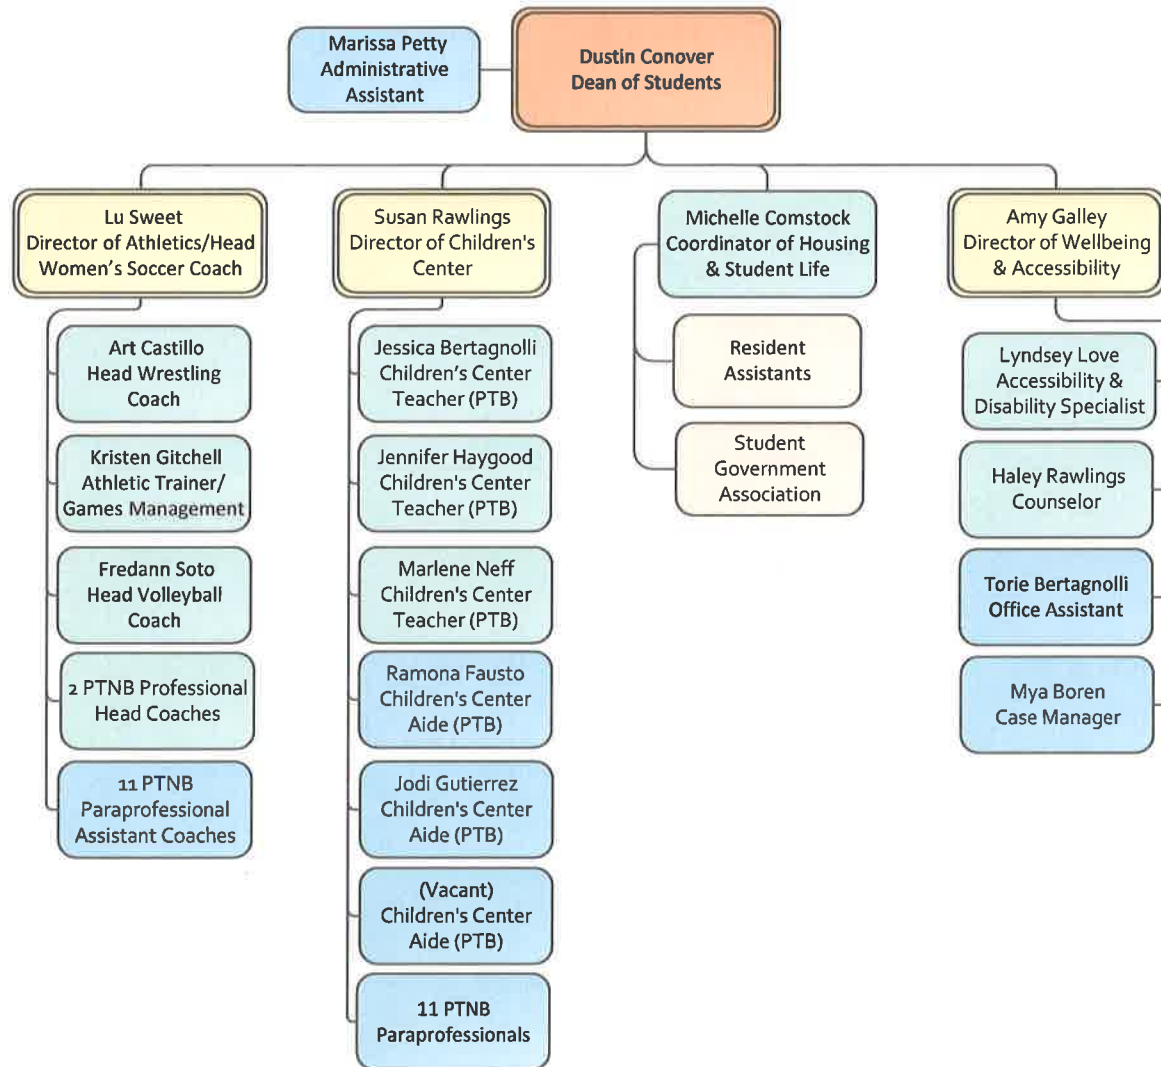 Marissa Petty
Administrative
Assistant
Dustin Conover
Dean of Students
Lu Sweet
Director of Athletics/Head
Women’s Soccer Coach
Art Castillo
Head Wrestling
Coach
Kristen Gitchell
Athletic Trainer/
Games Management
Fredann Soto
Head Volleyball
Coach
2 PTNB Professional
Head Coaches
11 PTNB
Paraprofessional
Assistant Coaches
Susan Rawlings
Director of Children's
Center
Jessica Bertagnolli
Children’s Center
Teacher (PTB)
Jennifer Haygood
Children's Center
Teacher (PTB)
Marlene Neff
Children's Center
Teacher (PTB)
Ramona Fausto
Children's Center
Aide (PTB)
Jodi Gutierrez
Children's Center
Aide (PTB)
(Vacant)
Children's Center
Aide (PTB)
11 PTNB
Paraprofessionals
Michelle Comstock
Coordinator of Housing
& Student Life
Resident
Assistants
Student
Government
Association
Amy Galley
Director of Wellbeing
& Accessibility
Lyndsey Love
Accessibility &
Disability Specialist
Haley Rawlings
Counselor
Torie Bertagnolli
Office Assistant
Mya Boren
Case Manager